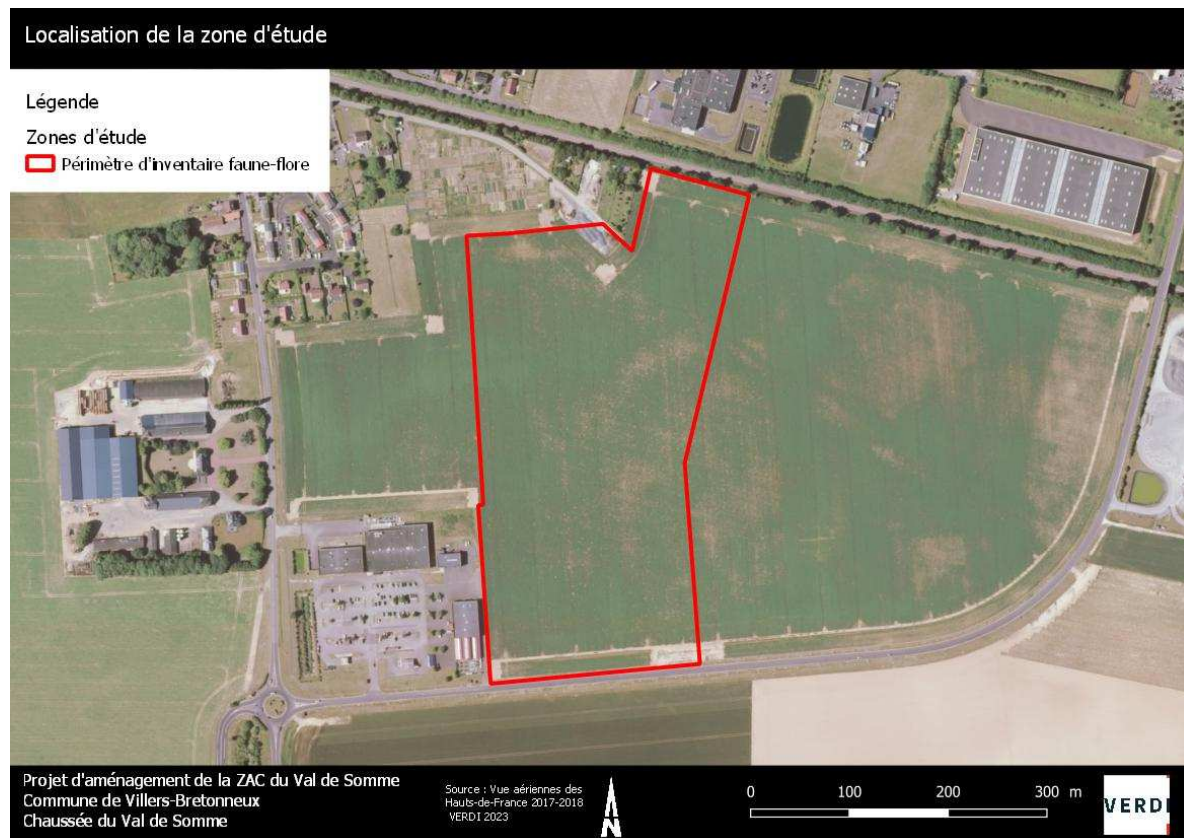 Localisation de la zone d'étude
Légende
Zones d'étude
Périmètre d'inventaire faune-flore
Projet d'aménagement de la ZAC du Val de Somme
Commune de Villers-Bretonneux
Chaussée du Val de Somme
Source : Vue aériennes des
Hauts-de-France 2017-2018
VERDI 2023
N
0 100 200 300 m
VERDI